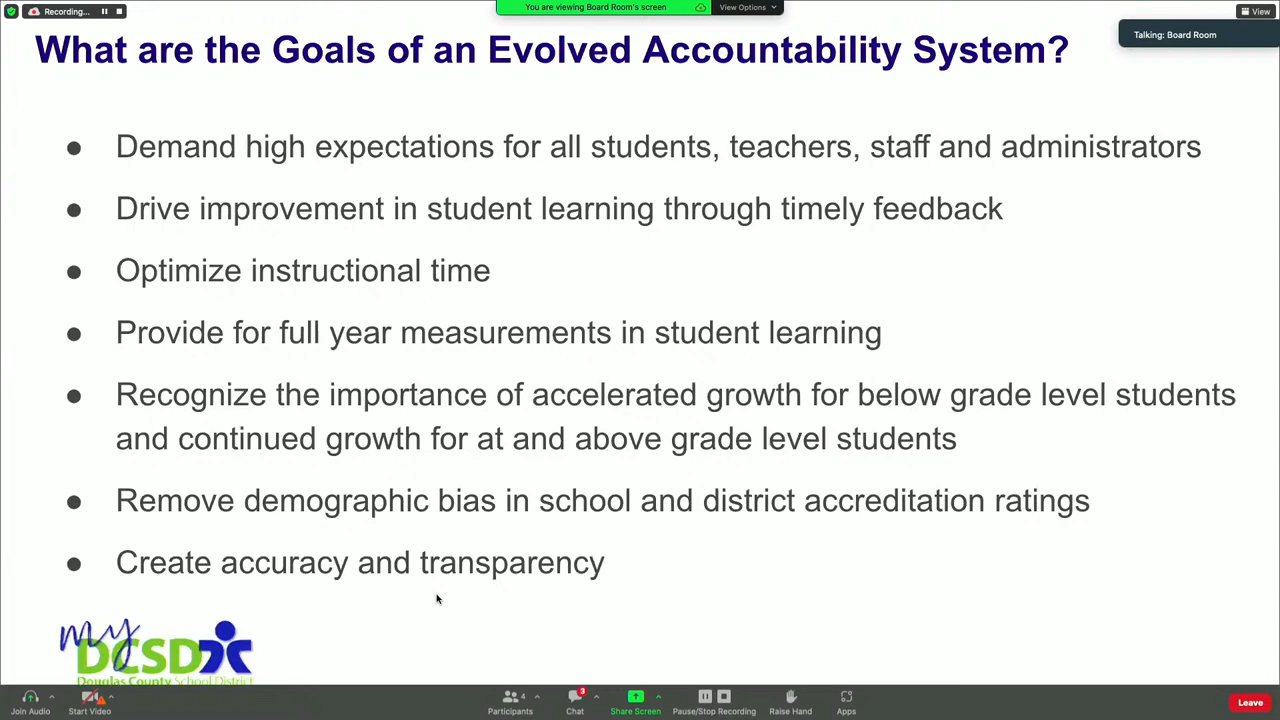 Recording...
You are viewing Board Room's screen
View Options
View
Talking: Board Room
What are the Goals of an Evolved Accountability System?
● Demand high expectations for all students, teachers, staff and administrators
● Drive improvement in student learning through timely feedback
● Optimize instructional time
● Provide for full year measurements in student learning
● Recognize the importance of accelerated growth for below grade level students
and continued growth for at and above grade level students
● Remove demographic bias in school and district accreditation ratings
● Create accuracy and transparency
my
DCSD
Douglas County School District
4
3
Join Audio
Start Video
Participants
Chat
Share Screen
Pause/Stop Recording
Raise Hand
Apps
Leave